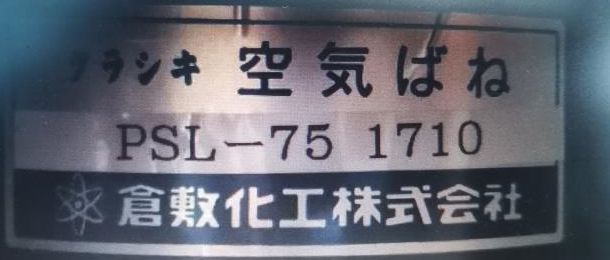 クラシキ 空気ばね
PSL-75 1710
倉敷化工株式会社